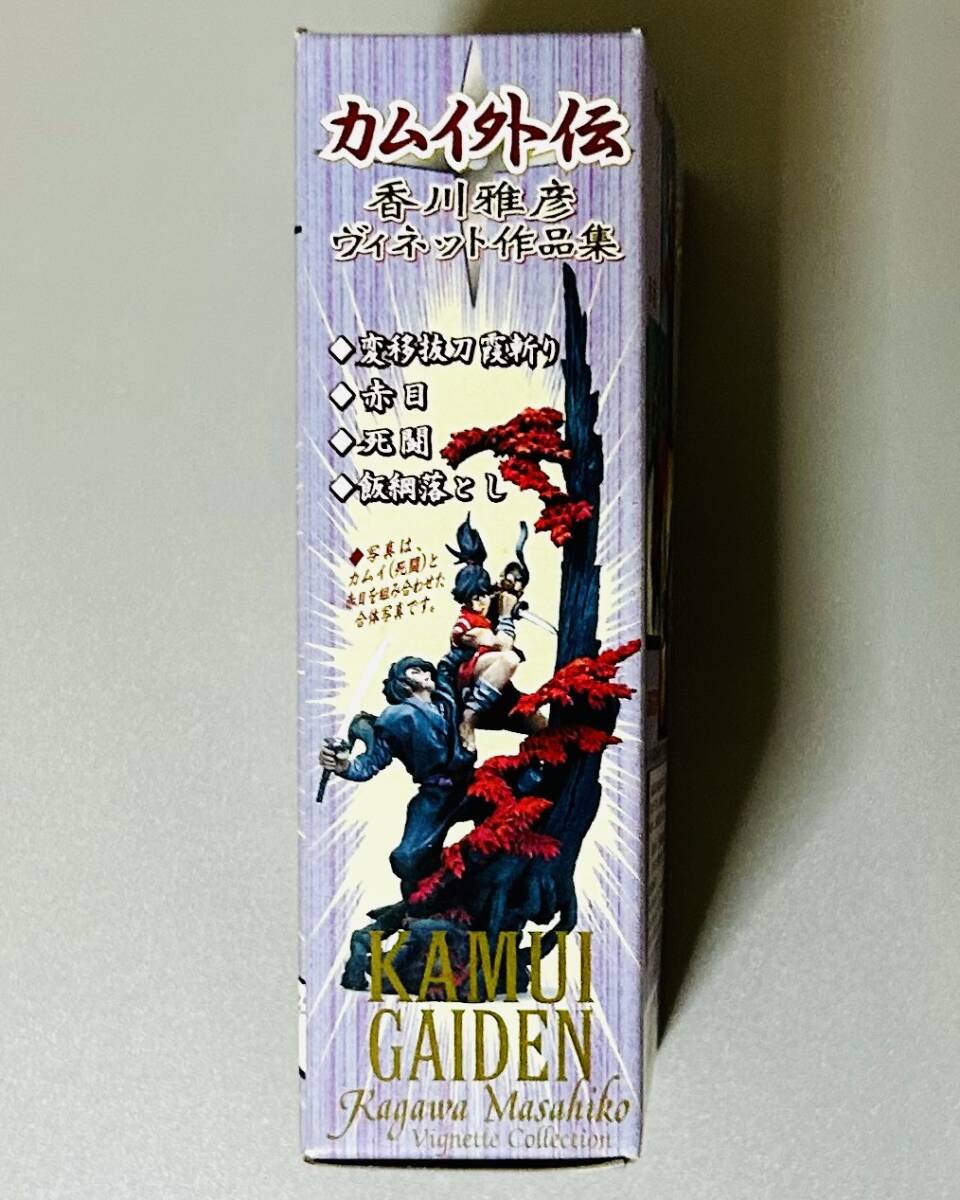 カムイ外伝
香川雅彦
ヴィネット作品集
◆変移抜刀霞斬り
◆赤目
◆死闘
◆飯綱落とし
◆写真は、
カムイ(死闘)と
赤目を組み合わせた
合体写真です。
KAMUI
GAIDEN
Kagawa Masahiko
Vignette Collection